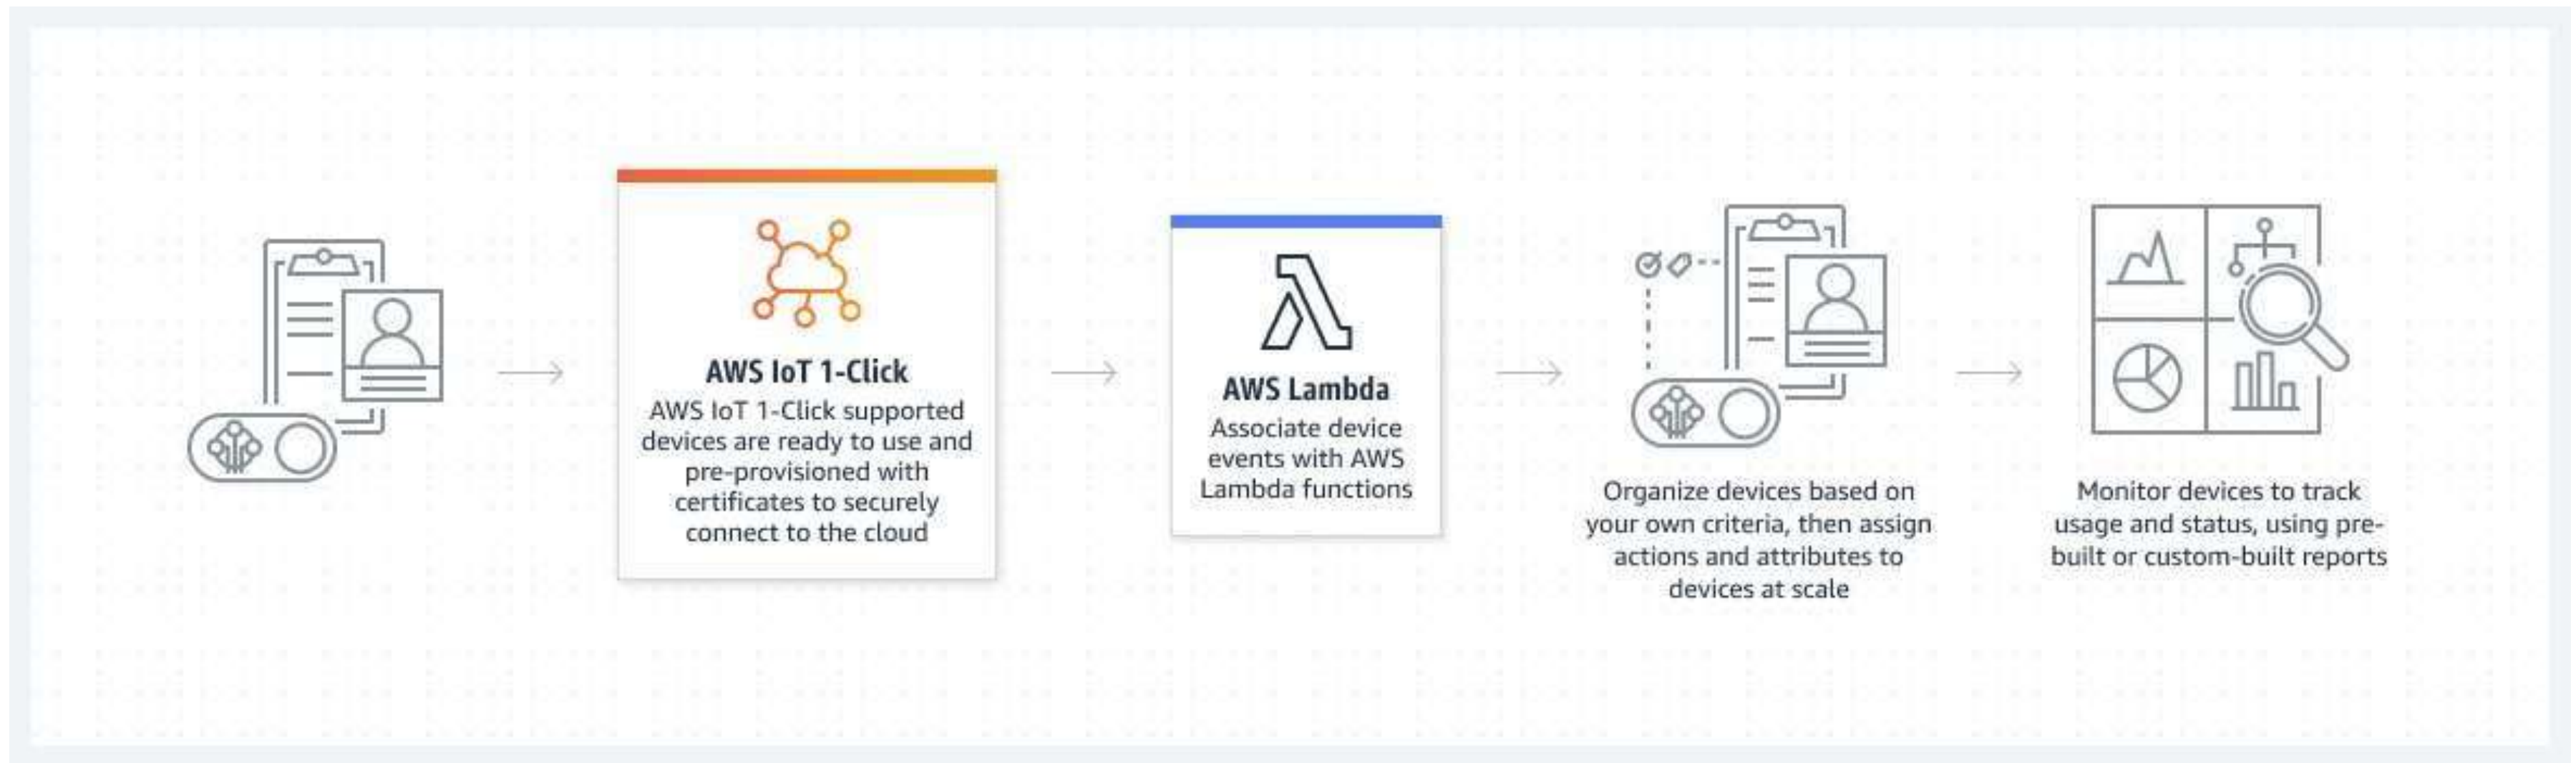 AWS IoT 1-Click
AWS IoT 1-Click supported
devices are ready to use and
pre-provisioned with
certificates to securely
connect to the cloud
AWS Lambda
Associate device
events with AWS
Lambda functions
Organize devices based on
your own criteria, then assign
actions and attributes to
devices at scale
Monitor devices to track
usage and status, using pre-
built or custom-built reports